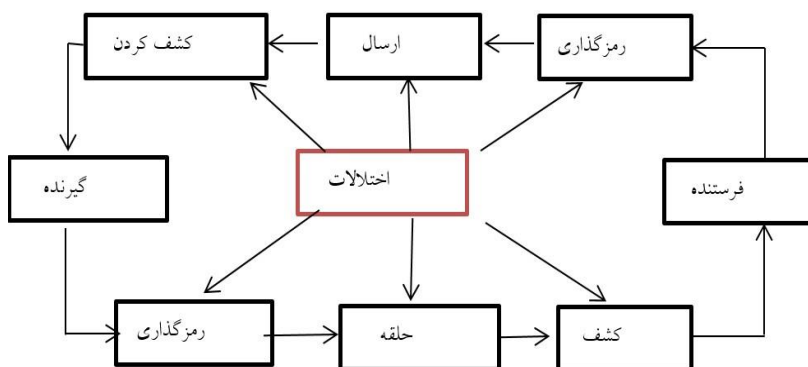 رمزگذاری
ارسال
کشف کردن
فرستنده
اختلالات
گیرنده
کشف
حلقه
رمزگذاری